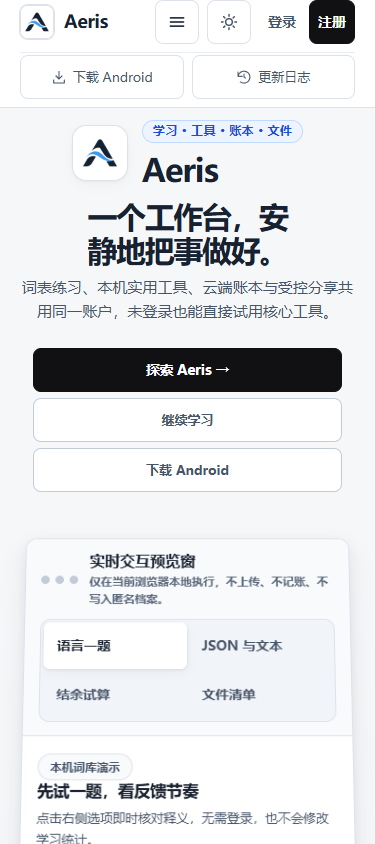 Aeris
登录
注册
下载 Android
更新日志
学习・工具・账本・文件
Aeris
一个工作台，安
静地把事做好。
词表练习、本机实用工具、云端账本与受控分享共
用同一账户，未登录也能直接试用核心工具。
探索 Aeris →
继续学习
下载 Android
实时交互预览窗
仅在当前浏览器本地执行，不上传、不记账、不
写入匿名档案。
语言一题
JSON 与文本
结余试算
文件清单
本机词库演示
先试一题，看反馈节奏
点击右侧选项即时核对释义，无需登录，也不会修改
学习统计。